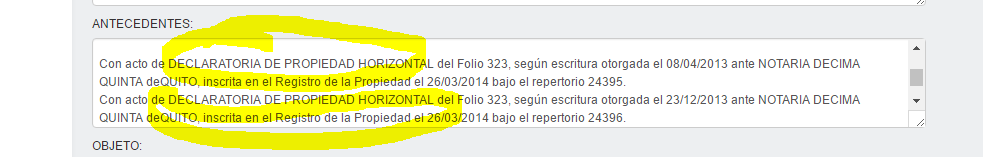 ANTECEDENTES:
Con acto de DECLARATORIA DE PROPIEDAD HORIZONTAL del Folio 323, según escritura otorgada el 08/04/2013 ante NOTARIA DECIMA
QUINTA deQUITO, inscrita en el Registro de la Propiedad el 26/03/2014 bajo el repertorio 24395.
Con acto de DECLARATORIA DE PROPIEDAD HORIZONTAL del Folio 323, según escritura otorgada el 23/12/2013 ante NOTARIA DECIMA
QUINTA deQUITO, inscrita en el Registro de la Propiedad el 26/03/2014 bajo el repertorio 24396.
OBJETO: